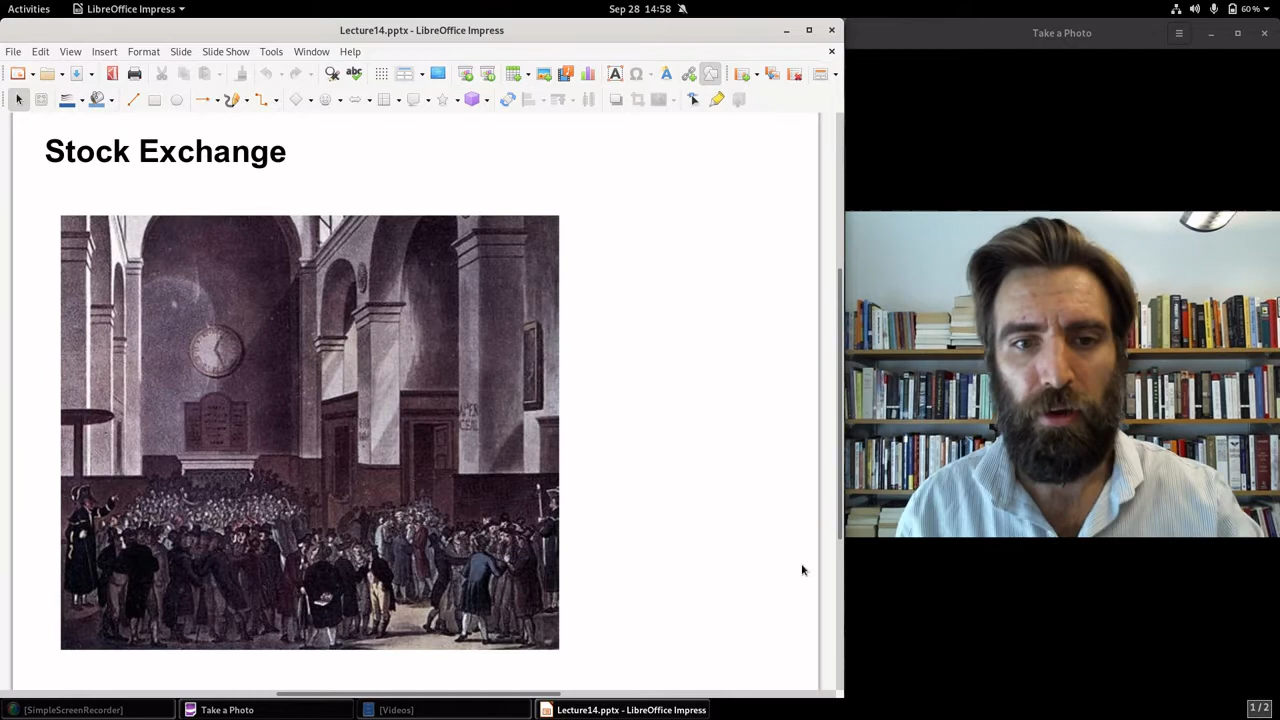 Activities
LibreOffice Impress
Sep 28 14:58
60 %
Lecture14.pptx - LibreOffice Impress
Take a Photo
File Edit View Insert Format Slide Slide Show Tools Window Help
Stock Exchange
[SimpleScreenRecorder]
Take a Photo
[Videos]
Lecture14.pptx - LibreOffice Impress
1 / 2